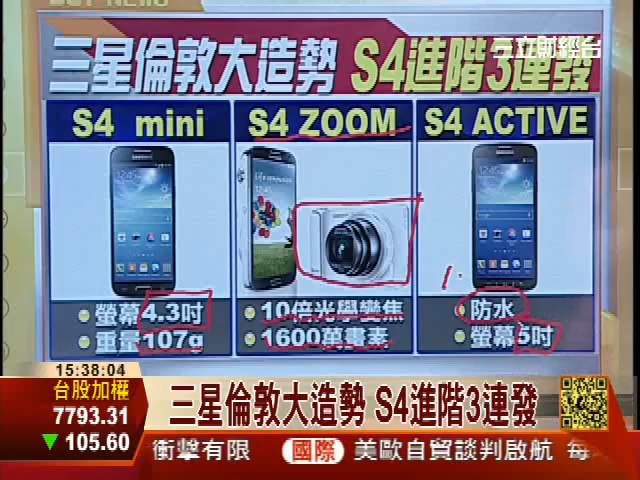 三立財經台
三星倫敦大造勢 S4進階3連發
S4 mini
S4 ZOOM
S4 ACTIVE
螢幕4.3吋
重量107g
10倍光學變焦
1600萬畫素
防水
螢幕5吋
15:38:04
台股加權
7793.31
▼105.60
三星倫敦大造勢 S4進階3連發
衝擊有限 國際 美歐自貿談判啟航 每